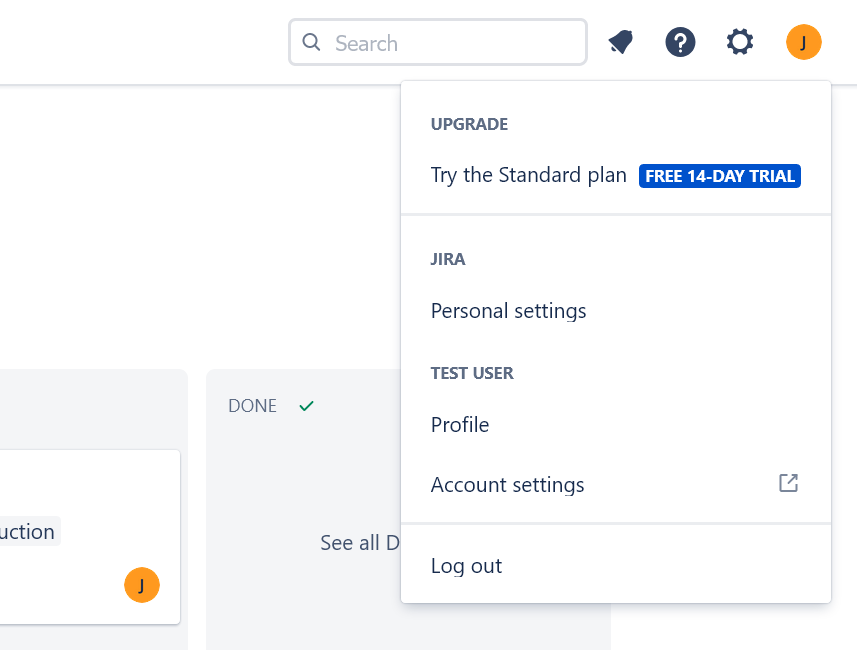 Search
?
J
UPGRADE
Try the Standard plan FREE 14-DAY TRIAL
JIRA
Personal settings
TEST USER
Profile
Account settings
Log out
DONE
See all D
uction
J